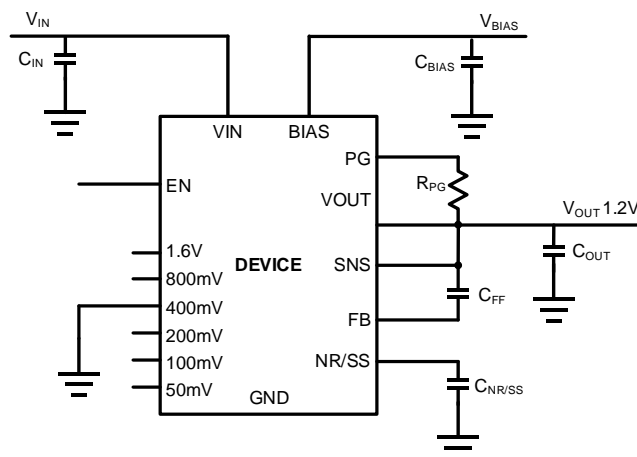 VIN
VBIAS
CIN
CBIAS
VIN
BIAS
PG
EN
RPG
VOUT
VOUT 1.2V
1.6V
DEVICE
SNS
COUT
800mV
400mV
CFF
200mV
FB
100mV
NR/SS
50mV
CNR/SS
GND